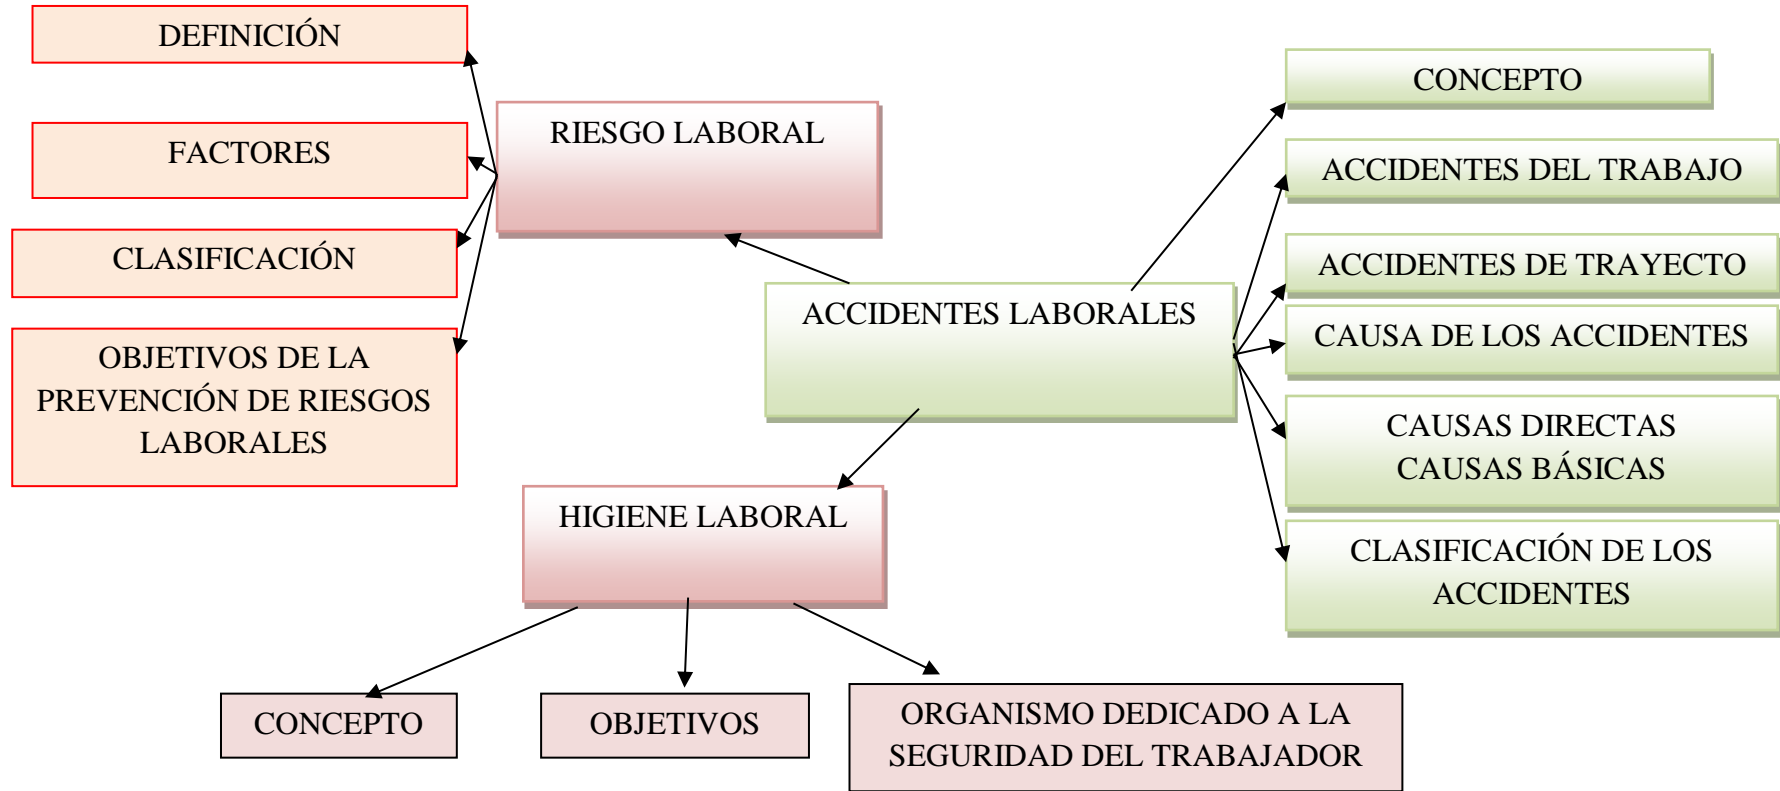 DEFINICIÓN
FACTORES
CLASIFICACIÓN
OBJETIVOS DE LA
PREVENCIÓN DE RIESGOS
LABORALES
RIESGO LABORAL
ACCIDENTES LABORALES
CONCEPTO
ACCIDENTES DEL TRABAJO
ACCIDENTES DE TRAYECTO
CAUSA DE LOS ACCIDENTES
CAUSAS DIRECTAS
CAUSAS BÁSICAS
CLASIFICACIÓN DE LOS
ACCIDENTES
HIGIENE LABORAL
CONCEPTO
OBJETIVOS
ORGANISMO DEDICADO A LA
SEGURIDAD DEL TRABAJADOR